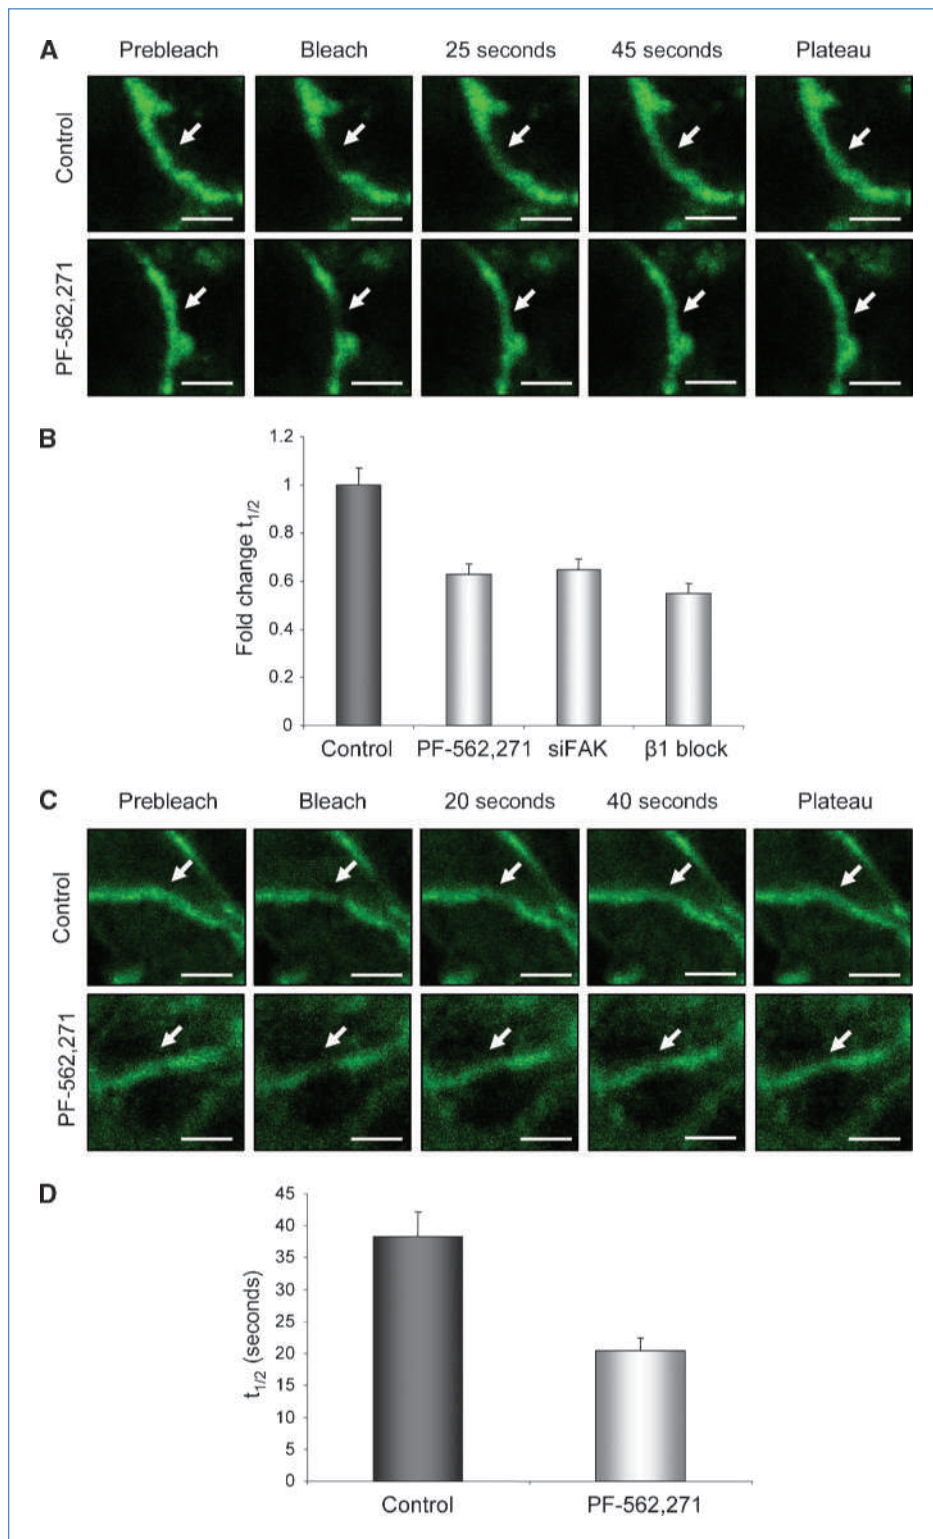 A
Prebleach Bleach 25 seconds 45 seconds Plateau
Control
PF-562,271
B
Fold change t1/2
1.2
1
0.8
0.6
0.4
0.2
0
Control PF-562,271 siFAK β1 block
C
Prebleach Bleach 20 seconds 40 seconds Plateau
Control
PF-562,271
D
t1/2 (seconds)
45
40
35
30
25
20
15
10
5
0
Control PF-562,271